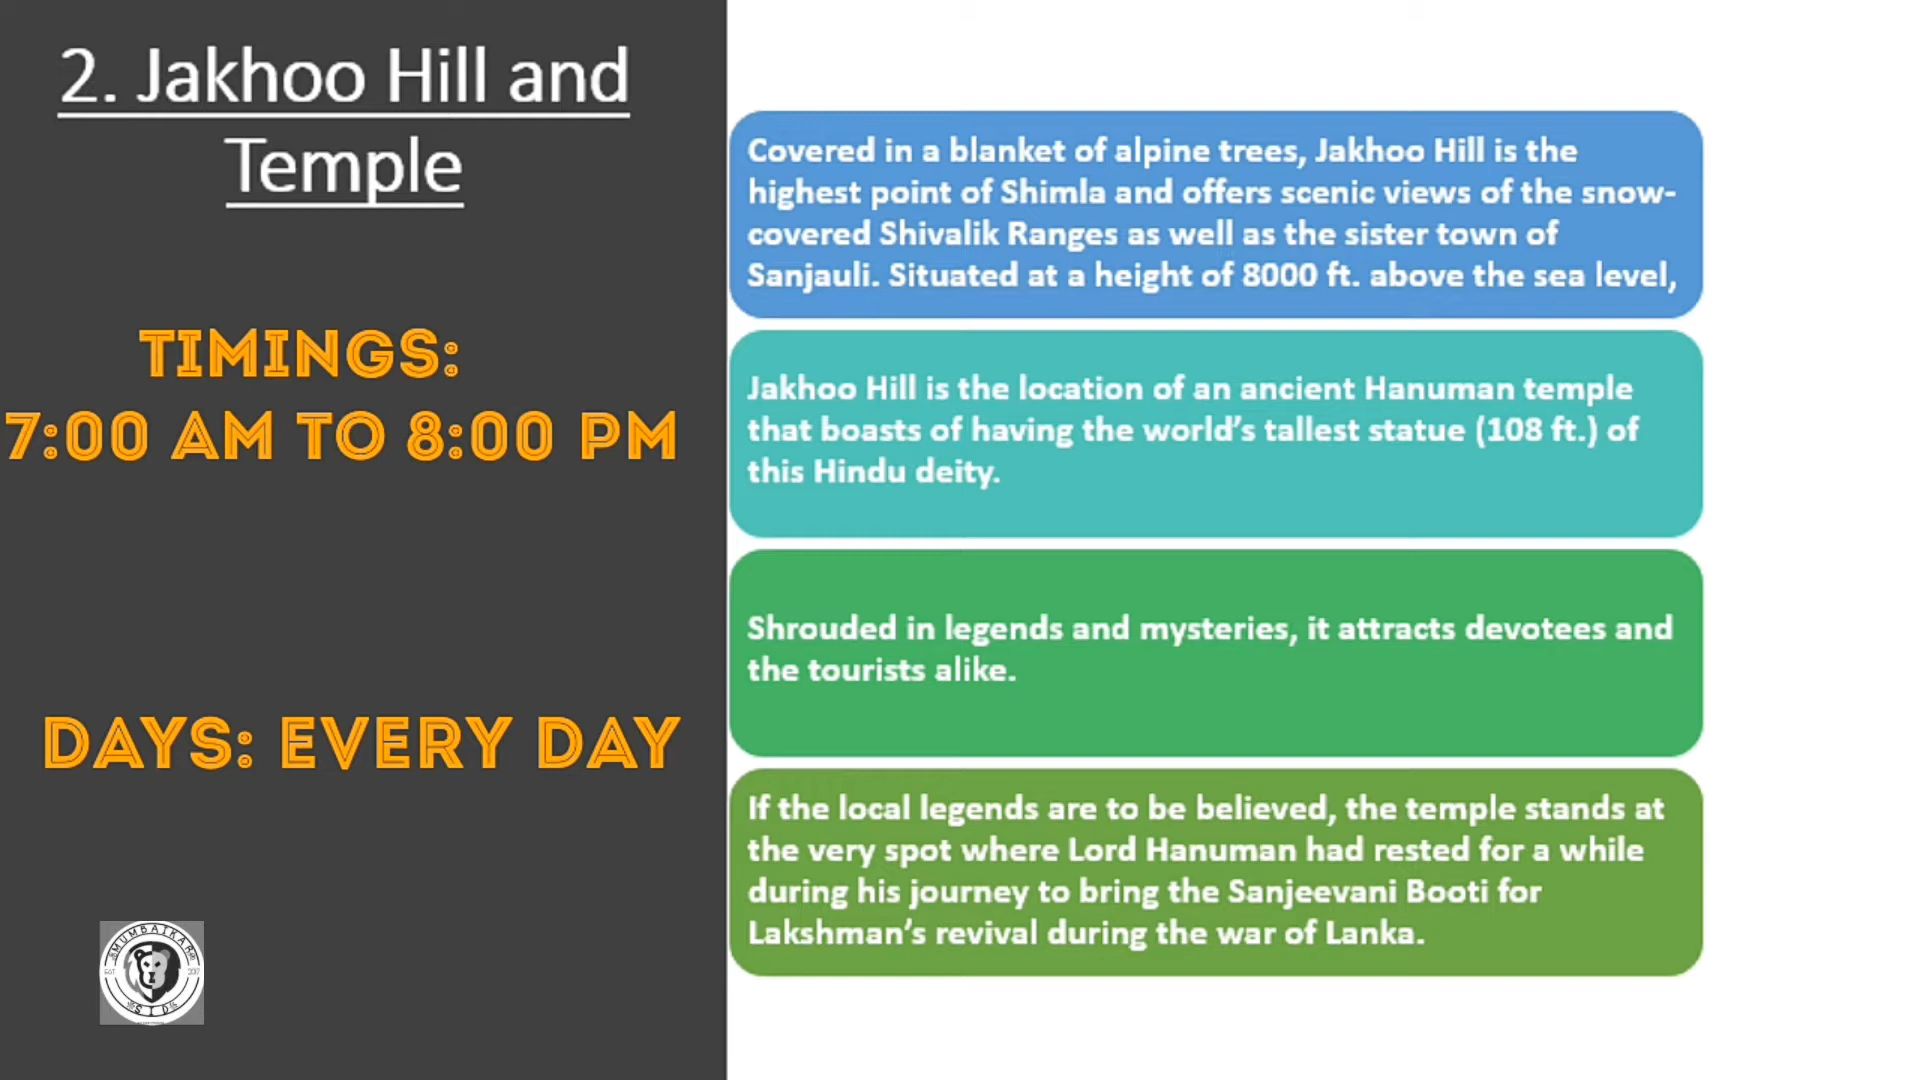 2. Jakhoo Hill and
Temple
TIMINGS:
7:00 AM TO 8:00 PM
DAYS: EVERY DAY
MUMBAIKAR
EST
2017
SID
Covered in a blanket of alpine trees, Jakhoo Hill is the
highest point of Shimla and offers scenic views of the snow-
covered Shivalik Ranges as well as the sister town of
Sanjauli. Situated at a height of 8000 ft. above the sea level,
Jakhoo Hill is the location of an ancient Hanuman temple
that boasts of having the world’s tallest statue (108 ft.) of
this Hindu deity.
Shrouded in legends and mysteries, it attracts devotees and
the tourists alike.
If the local legends are to be believed, the temple stands at
the very spot where Lord Hanuman had rested for a while
during his journey to bring the Sanjeevani Booti for
Lakshman’s revival during the war of Lanka.